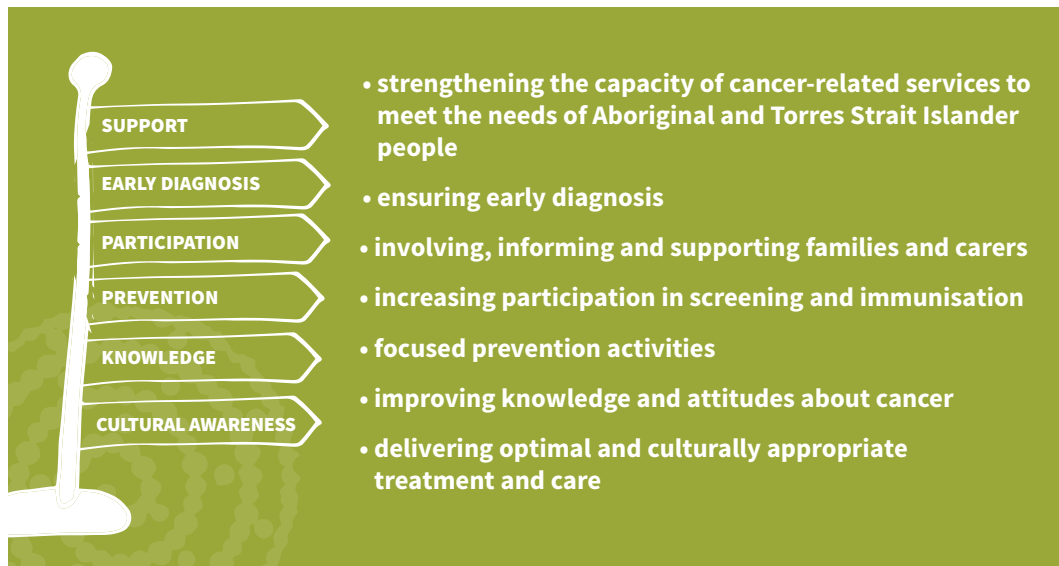 SUPPORT
EARLY DIAGNOSIS
PARTICIPATION
PREVENTION
KNOWLEDGE
CULTURAL AWARENESS
• strengthening the capacity of cancer-related services to
meet the needs of Aboriginal and Torres Strait Islander
people
• ensuring early diagnosis
• involving, informing and supporting families and carers
• increasing participation in screening and immunisation
• focused prevention activities
• improving knowledge and attitudes about cancer
• delivering optimal and culturally appropriate
treatment and care